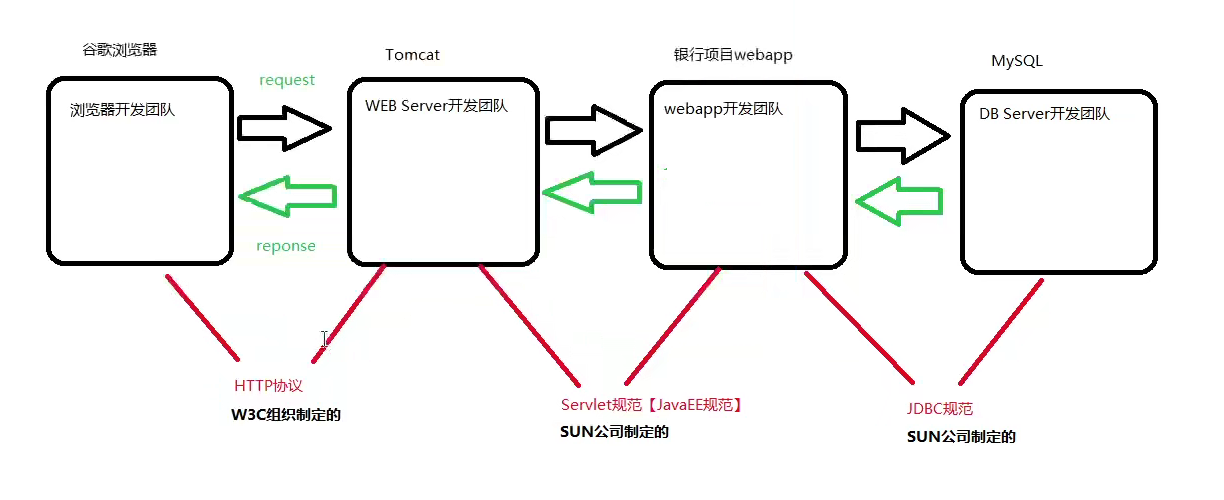 谷歌浏览器
Tomcat
银行项目webapp
MySQL
浏览器开发团队
request
WEB Server开发团队
webapp开发团队
DB Server开发团队
reponse
HTTP协议
W3C组织制定的
Servlet规范【JavaEE规范】
SUN公司制定的
JDBC规范
SUN公司制定的